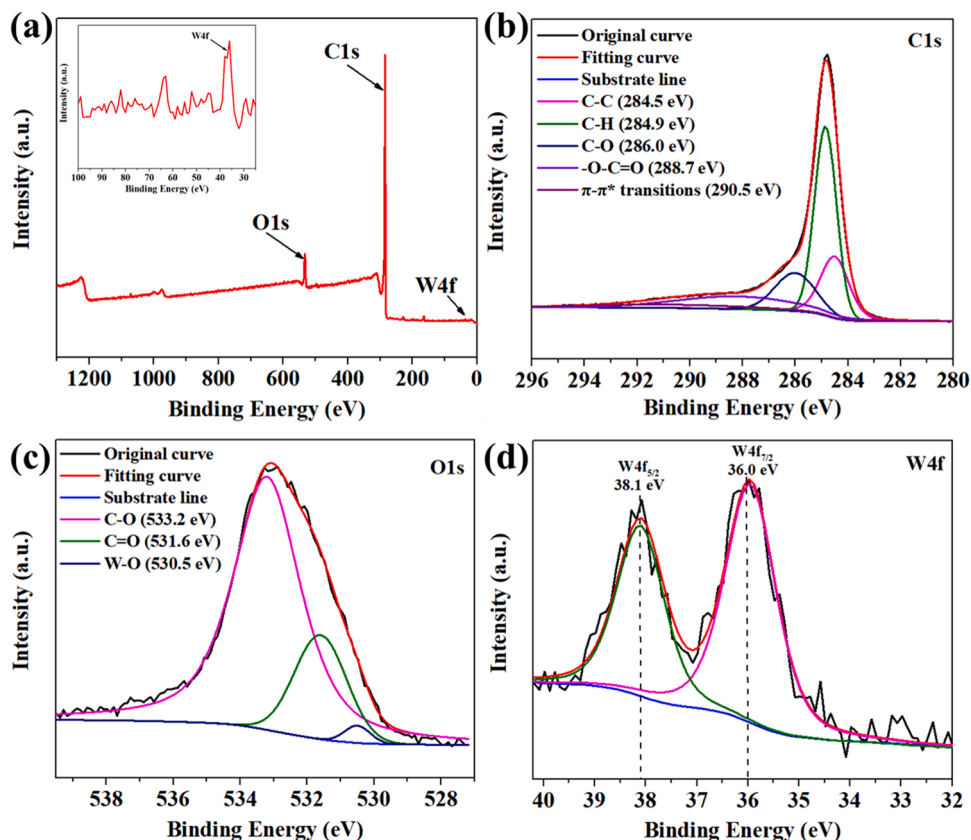 (a)
W4f
Intensity (a.u.)
100 90 80 70 60 50 40 30
Binding Energy (eV)
C1s
O1s
W4f
Intensity (a.u.)
1200 1000 800 600 400 200 0
Binding Energy (eV)
(b)
C1s
Original curve
Fitting curve
Substrate line
C-C (284.5 eV)
C-H (284.9 eV)
C-O (286.0 eV)
-O-C=O (288.7 eV)
π-π* transitions (290.5 eV)
Intensity (a.u.)
296 294 292 290 288 286 284 282 280
Binding Energy (eV)
(c)
O1s
Original curve
Fitting curve
Substrate line
C-O (533.2 eV)
C=O (531.6 eV)
W-O (530.5 eV)
Intensity (a.u.)
538 536 534 532 530 528
Binding Energy (eV)
(d)
W4f
W4f5/2
38.1 eV
W4f7/2
36.0 eV
Intensity (a.u.)
40 39 38 37 36 35 34 33 32
Binding Energy (eV)